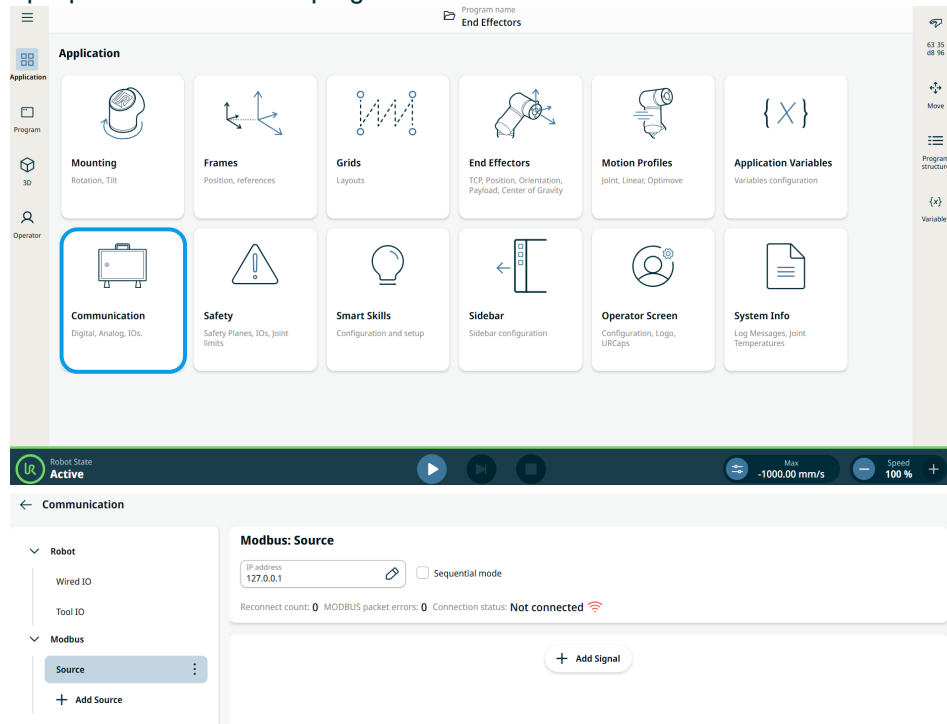 Program name
End Effectors
63 35
d8 96
Application
Application
Program
3D
Operator
Move
Program
structure
{x}
Variable
Mounting
Rotation, Tilt
Frames
Position, references
Grids
Layouts
End Effectors
TCP, Position, Orientation,
Payload, Center of Gravity
Motion Profiles
Joint, Linear, Optimove
{ X }
Application Variables
Variables configuration
Communication
Digital, Analog, IOs.
Safety
Safety Planes, IOs, Joint
limits
Smart Skills
Configuration and setup
Sidebar
Sidebar configuration
Operator Screen
Configuration, Logo,
URCaps
System Info
Log Messages, Joint
Temperatures
UR
Robot State
Active
Max
-1000.00 mm/s
Speed
100 %
Communication
Robot
Wired IO
Tool IO
Modbus
Source
+ Add Source
Modbus: Source
IP address
127.0.0.1
Sequential mode
Reconnect count: 0 MODBUS packet errors: 0 Connection status: Not connected
+ Add Signal